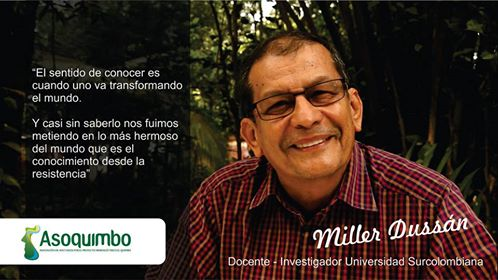 “El sentido de conocer es
cuando uno va transformando
el mundo.
Y casi sin saberlo nos fuimos
metiendo en lo más hermoso
del mundo que es el
conocimiento desde la
resistencia”
Asoquimbo
Miller Dussán
Docente - Investigador Universidad Surcolombiana